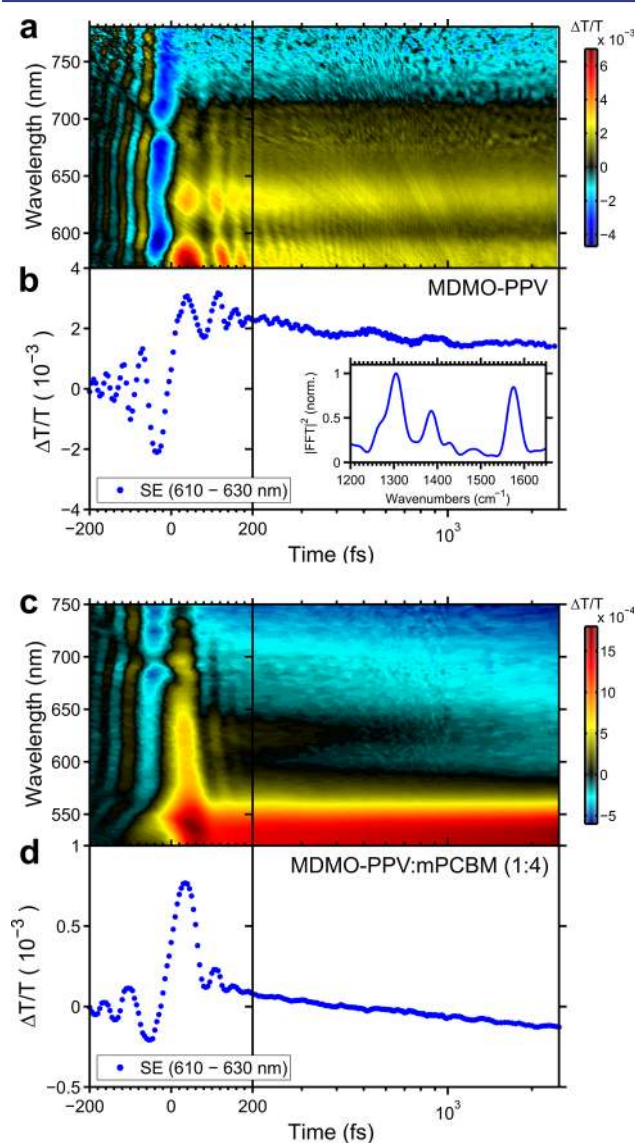 a
ΔT/T
x 10⁻³
Wavelength (nm)
750
700
650
600
6
4
2
0
−2
−4
b
MDMO-PPV
ΔT/T ( 10⁻³)
4
2
0
−2
−4
|FFT|² (norm.)
1
0.5
0
1200 1300 1400 1500 1600
Wavenumbers (cm⁻¹)
SE (610 − 630 nm)
−200 0 200 10³
Time (fs)
c
ΔT/T
x 10⁻⁴
Wavelength (nm)
750
700
650
600
550
15
10
5
0
−5
d
MDMO-PPV:mPCBM (1:4)
ΔT/T ( 10⁻³)
1
0.5
0
−0.5
SE (610 − 630 nm)
−200 0 200 10³
Time (fs)